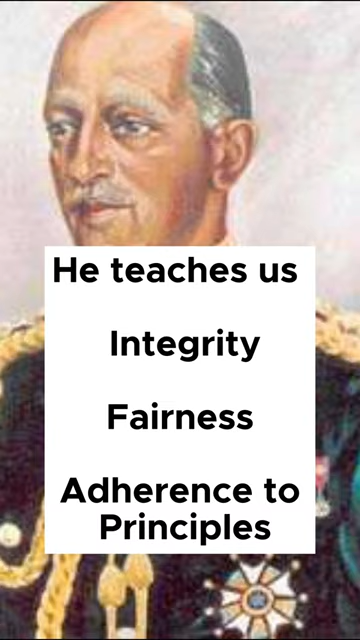 He teaches us
Integrity
Fairness
Adherence to
Principles